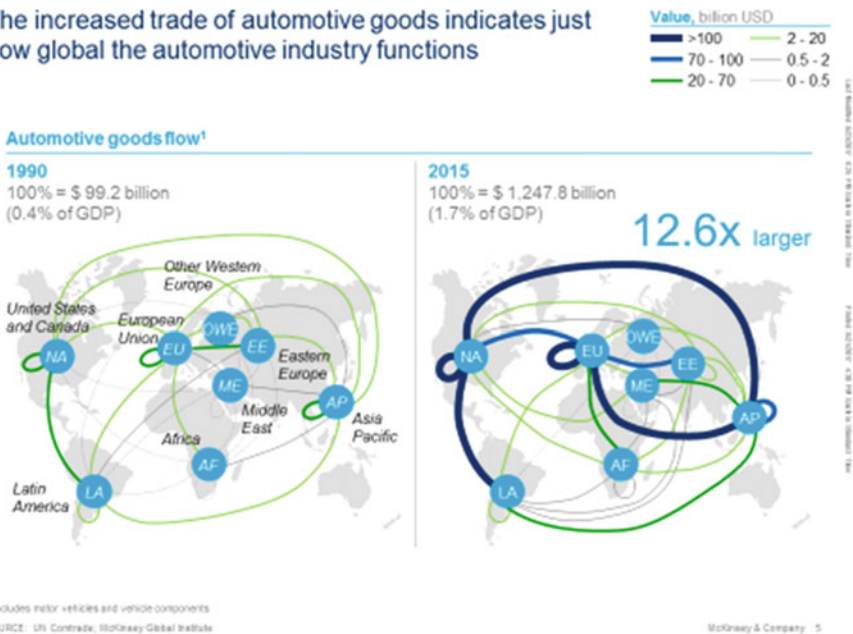 he increased trade of automotive goods indicates just
ow global the automotive industry functions
Value, billion USD
>100
70 - 100
20 - 70
2 - 20
0.5 - 2
0 - 0.5
Automotive goods flow¹
1990
100% = $ 99.2 billion
(0.4% of GDP)
Other Western
Europe
United States
and Canada
European
Union
OWE
NA
EU
EE
Eastern
Europe
ME
Middle
East
AP
Asia
Pacific
Africa
AF
Latin
America
LA
2015
100% = $ 1,247.8 billion
(1.7% of GDP)
12.6x larger
NA
EU
OWE
EE
ME
AP
AF
LA
cludes motor vehicles and vehicle components
URCE: UN Comtrade; McKinsey Global Institute
McKinsey & Company 5